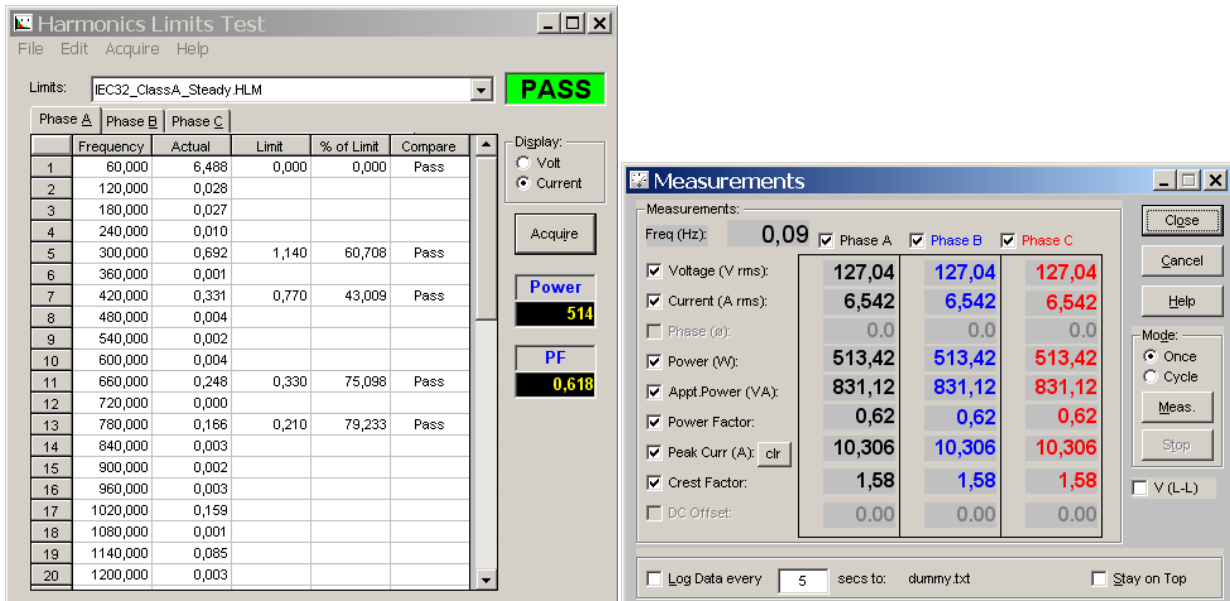 Harmonics Limits Test
File Edit Acquire Help
Limits: IEC32_ClassA_Steady.HLM PASS
Phase A Phase B Phase C
Frequency Actual Limit % of Limit Compare
1 60,000 6,488 0,000 0,000 Pass
2 120,000 0,028
3 180,000 0,027
4 240,000 0,010
5 300,000 0,692 1,140 60,708 Pass
6 360,000 0,001
7 420,000 0,331 0,770 43,009 Pass
8 480,000 0,004
9 540,000 0,002
10 600,000 0,004
11 660,000 0,248 0,330 75,098 Pass
12 720,000 0,000
13 780,000 0,166 0,210 79,233 Pass
14 840,000 0,003
15 900,000 0,002
16 960,000 0,003
17 1020,000 0,159
18 1080,000 0,001
19 1140,000 0,085
20 1200,000 0,003
Display:
Volt
Current
Acquire
Power
514
PF
0,618
Measurements
Measurements:
Freq (Hz): 0,09 Phase A Phase B Phase C
Voltage (V rms): 127,04 127,04 127,04
Current (A rms): 6,542 6,542 6,542
Phase (ø): 0.0 0.0 0.0
Power (W): 513,42 513,42 513,42
Appt.Power (VA): 831,12 831,12 831,12
Power Factor: 0,62 0,62 0,62
Peak Curr (A): clr 10,306 10,306 10,306
Crest Factor: 1,58 1,58 1,58
DC Offset: 0.00 0.00 0.00
Close
Cancel
Help
Mode:
Once
Cycle
Meas.
Stop
V (L-L)
Log Data every 5 secs to: dummy.txt Stay on Top